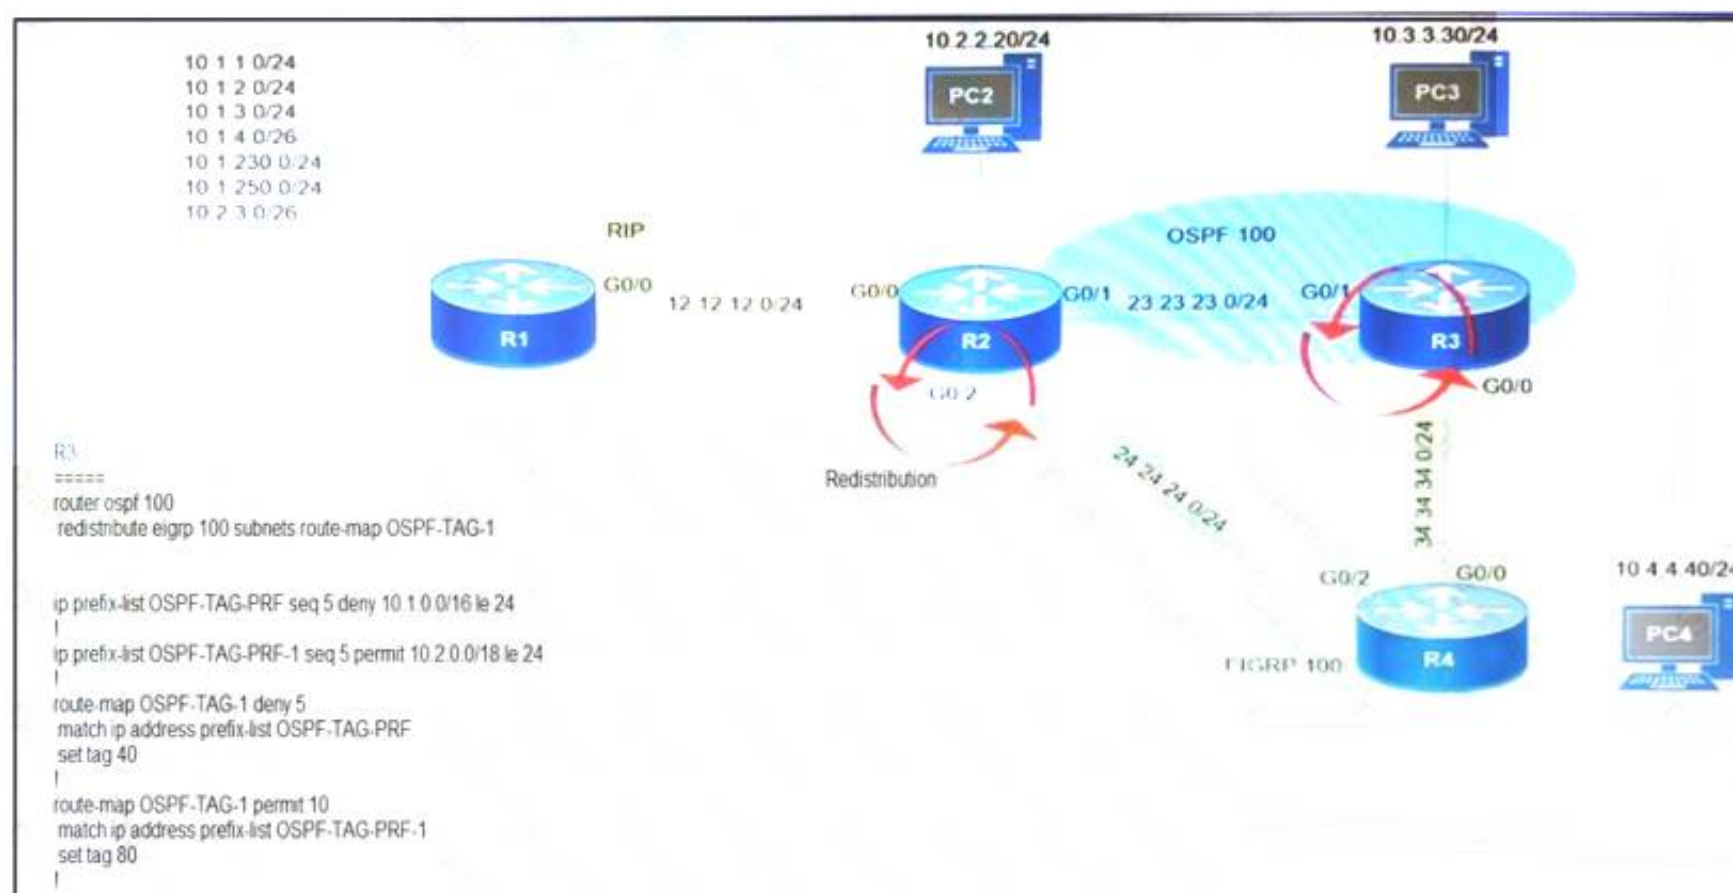 10 1 1 0/24
10 1 2 0/24
10 1 3 0/24
10 1 4 0/26
10 1 230 0/24
10 1 250 0/24
10 2 3 0/26
10 2 2.20/24
10.3 3.30/24
PC2
PC3
RIP
OSPF 100
G0/0
12 12 12 0/24
G0/0
G0/1
23 23 23 0/24
G0/1
R1
R2
R3
G0/2
G0/0
Redistribution
24 24 24 0/24
34 34 34 0/24
G0/2
G0/0
10 4 4 40/24
PC4
EIGRP 100
R4
R3
=====
router ospf 100
redistribute eigrp 100 subnets route-map OSPF-TAG-1
ip prefix-list OSPF-TAG-PRF seq 5 deny 10.1.0.0/16 le 24
!
ip prefix-list OSPF-TAG-PRF-1 seq 5 permit 10.2.0.0/18 le 24
!
route-map OSPF-TAG-1 deny 5
match ip address prefix-list OSPF-TAG-PRF
set tag 40
!
route-map OSPF-TAG-1 permit 10
match ip address prefix-list OSPF-TAG-PRF-1
set tag 80
!